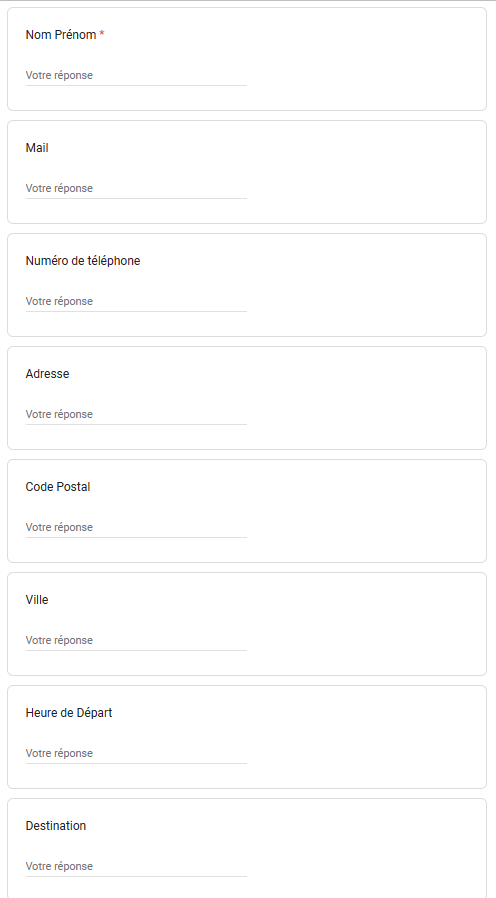 Nom Prénom *
Votre réponse
Mail
Votre réponse
Numéro de téléphone
Votre réponse
Adresse
Votre réponse
Code Postal
Votre réponse
Ville
Votre réponse
Heure de Départ
Votre réponse
Destination
Votre réponse